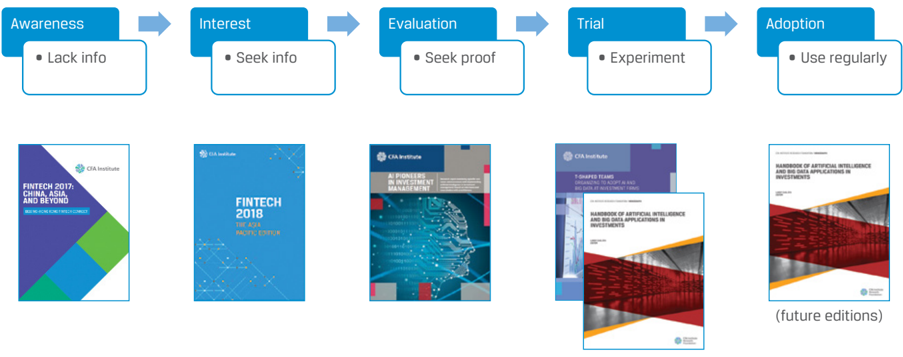 Awareness
• Lack info
Interest
• Seek info
Evaluation
• Seek proof
Trial
• Experiment
Adoption
• Use regularly
CFA Institute
FINTECH 2017:
CHINA, ASIA,
AND BEYOND
CFA Institute
FINTECH
2018
THE ASIA
PACIFIC EDITION
CFA Institute
AI PIONEERS
IN INVESTMENT
MANAGEMENT
CFA Institute
T-SHAPED TEAMS
ORGANIZING TO ADOPT AI AND
BIG DATA AT INVESTMENT FIRMS
HANDBOOK OF ARTIFICIAL INTELLIGENCE
AND BIG DATA APPLICATIONS IN
INVESTMENTS
HANDBOOK OF ARTIFICIAL INTELLIGENCE
AND BIG DATA APPLICATIONS IN
INVESTMENTS
(future editions)